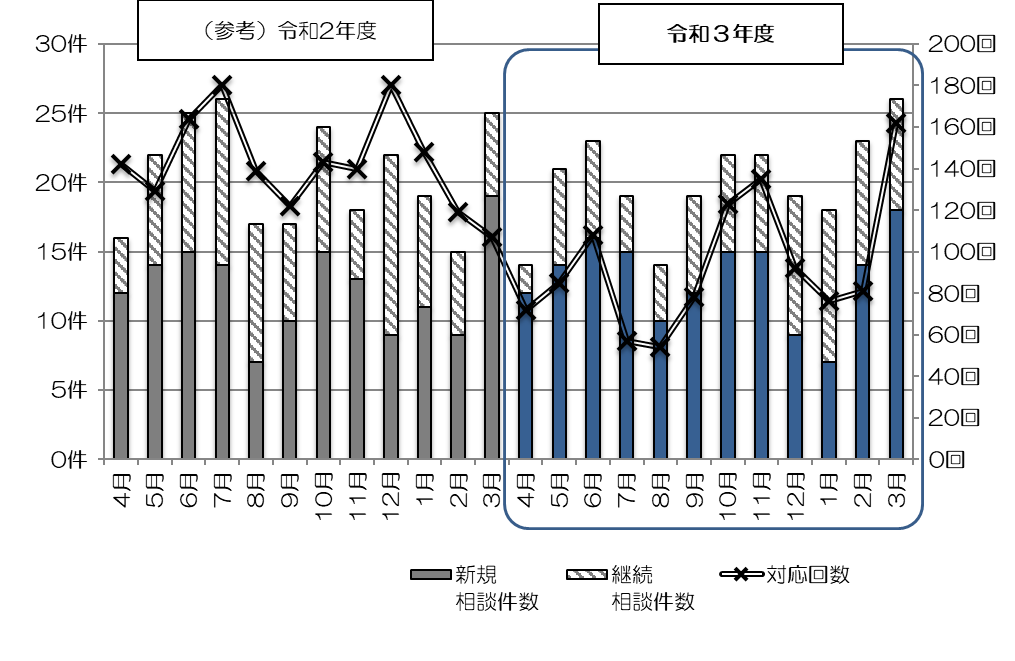 （参考）令和2年度
令和３年度
30件
25件
20件
15件
10件
5件
0件
200回
180回
160回
140回
120回
100回
80回
60回
40回
20回
0回
4月 5月 6月 7月 8月 9月 10月 11月 12月 1月 2月 3月 4月 5月 6月 7月 8月 9月 10月 11月 12月 1月 2月 3月
新規 継続 対応回数
相談件数 相談件数